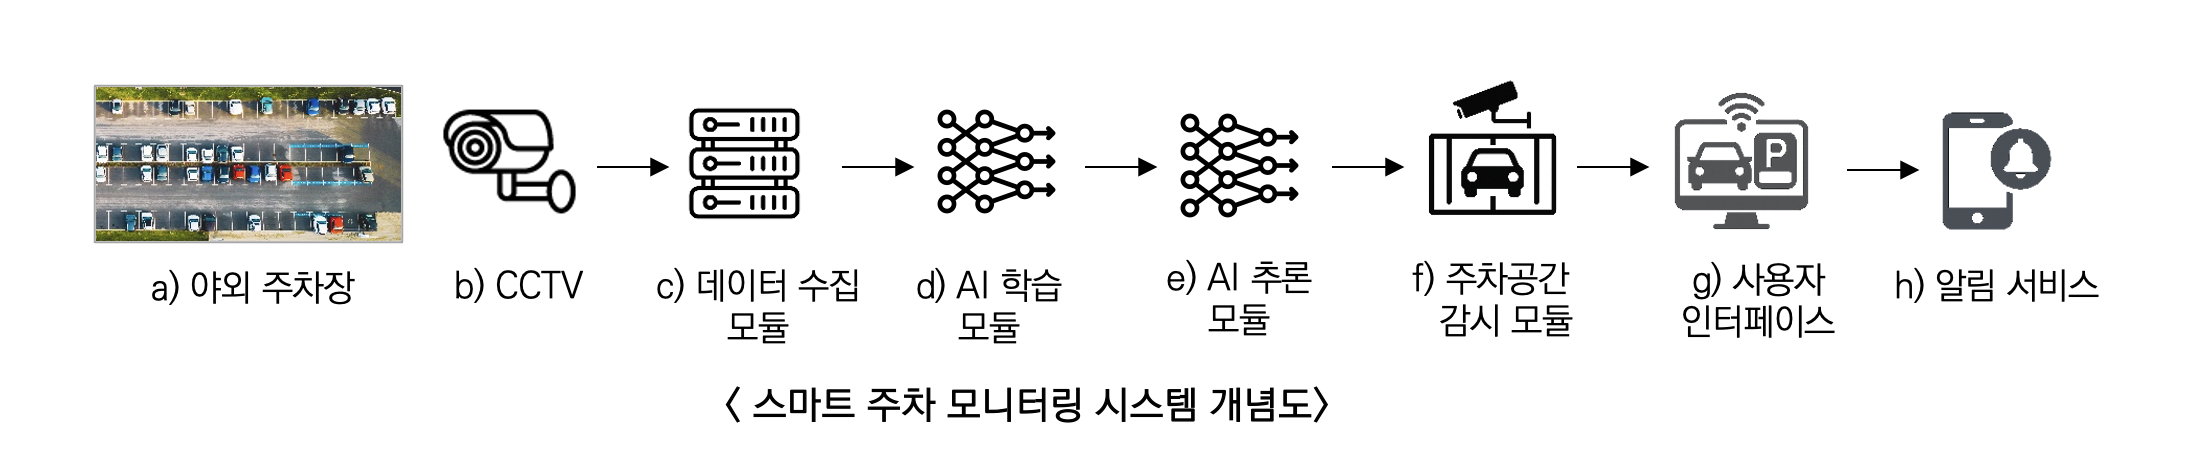 P
a) 야외 주차장
b) CCTV
c) 데이터 수집
모듈
d) AI 학습
모듈
e) AI 추론
모듈
f) 주차공간
감시 모듈
g) 사용자
인터페이스
h) 알림 서비스
〈 스마트 주차 모니터링 시스템 개념도〉